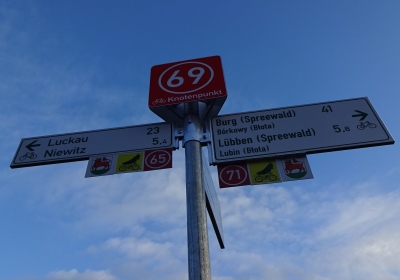 69
Knotenpunkt
Luckau 23
Niewitz 5,4
65
Burg (Spreewald) 41
Bórkowy (Błota)
Lübben (Spreewald) 5,8
Lubin (Błota)
71